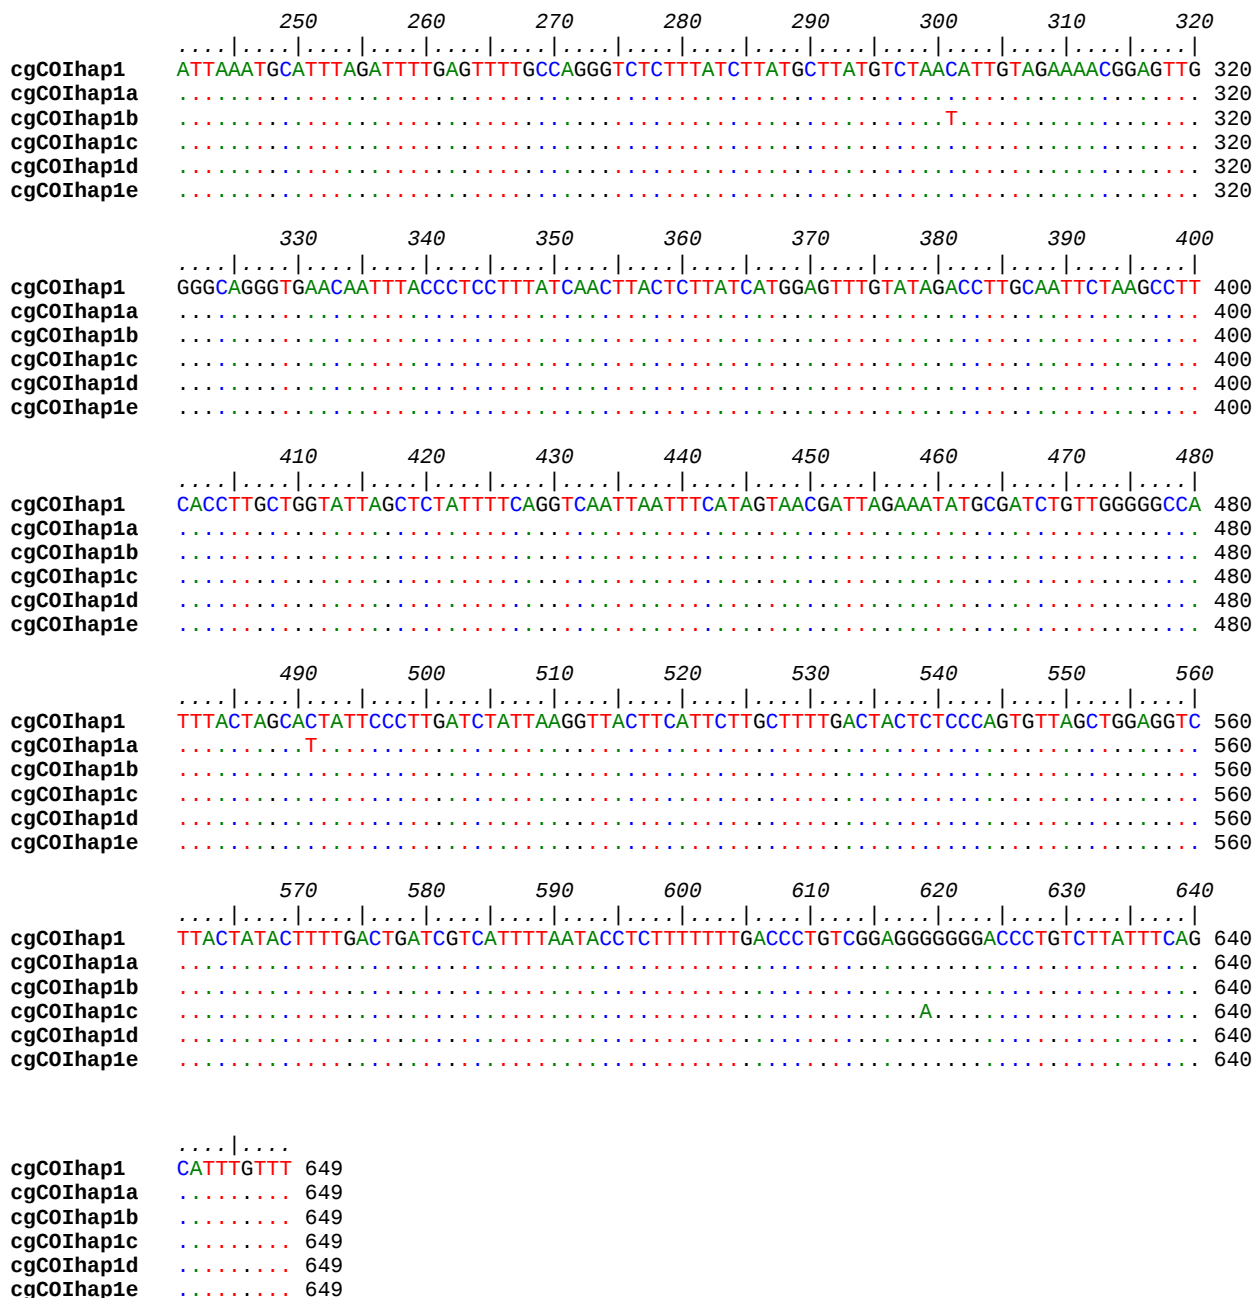 250 260 270 280 290 300 310 320
....|....|....|....|....|....|....|....|....|....|....|....|....|....|....|....|
cgCOIhap1 ATTAAATGCATTTAGATTTTGAGTTTTGCCAGGGTCTCTTTATCTTATGCTTATGTCTAACATTGTAGAAAACGGAGTTG 320
cgCOIhap1a ................................................................................ 320
cgCOIhap1b ............................................................T................... 320
cgCOIhap1c ................................................................................ 320
cgCOIhap1d ................................................................................ 320
cgCOIhap1e ................................................................................ 320
330 340 350 360 370 380 390 400
....|....|....|....|....|....|....|....|....|....|....|....|....|....|....|....|
cgCOIhap1 GGGCAGGGTGAACAATTTACCCTCCTTTATCAACTTACTCTTATCATGGAGTTTGTATAGACCTTGCAATTCTAAGCCTT 400
cgCOIhap1a ................................................................................ 400
cgCOIhap1b ................................................................................ 400
cgCOIhap1c ................................................................................ 400
cgCOIhap1d ................................................................................ 400
cgCOIhap1e ................................................................................ 400
410 420 430 440 450 460 470 480
....|....|....|....|....|....|....|....|....|....|....|....|....|....|....|....|
cgCOIhap1 CACCTTGCTGGTATTAGCTCTATTTTCAGGTCAATTAATTTCATAGTAACGATTAGAAATATGCGATCTGTTGGGGGCCA 480
cgCOIhap1a ................................................................................ 480
cgCOIhap1b ................................................................................ 480
cgCOIhap1c ................................................................................ 480
cgCOIhap1d ................................................................................ 480
cgCOIhap1e ................................................................................ 480
490 500 510 520 530 540 550 560
....|....|....|....|....|....|....|....|....|....|....|....|....|....|....|....|
cgCOIhap1 TTTACTAGCACTATTCCCTTGATCTATTAAGGTTACTTCATTCTTGCTTTTGACTACTCTCCCAGTGTTAGCTGGAGGTC 560
cgCOIhap1a ..........T..................................................................... 560
cgCOIhap1b ................................................................................ 560
cgCOIhap1c ................................................................................ 560
cgCOIhap1d ................................................................................ 560
cgCOIhap1e ................................................................................ 560
570 580 590 600 610 620 630 640
....|....|....|....|....|....|....|....|....|....|....|....|....|....|....|....|
cgCOIhap1 TTACTATACTTTTGACTGATCGTCATTTTAATACCTCTTTTTTTGACCCTGTCGGAGGGGGGGACCCTGTCTTATTTCAG 640
cgCOIhap1a ................................................................................ 640
cgCOIhap1b ................................................................................ 640
cgCOIhap1c ..........................................................A..................... 640
cgCOIhap1d ................................................................................ 640
cgCOIhap1e ................................................................................ 640
....|....
cgCOIhap1 CATTTGTTT 649
cgCOIhap1a ......... 649
cgCOIhap1b ......... 649
cgCOIhap1c ......... 649
cgCOIhap1d ......... 649
cgCOIhap1e ......... 649